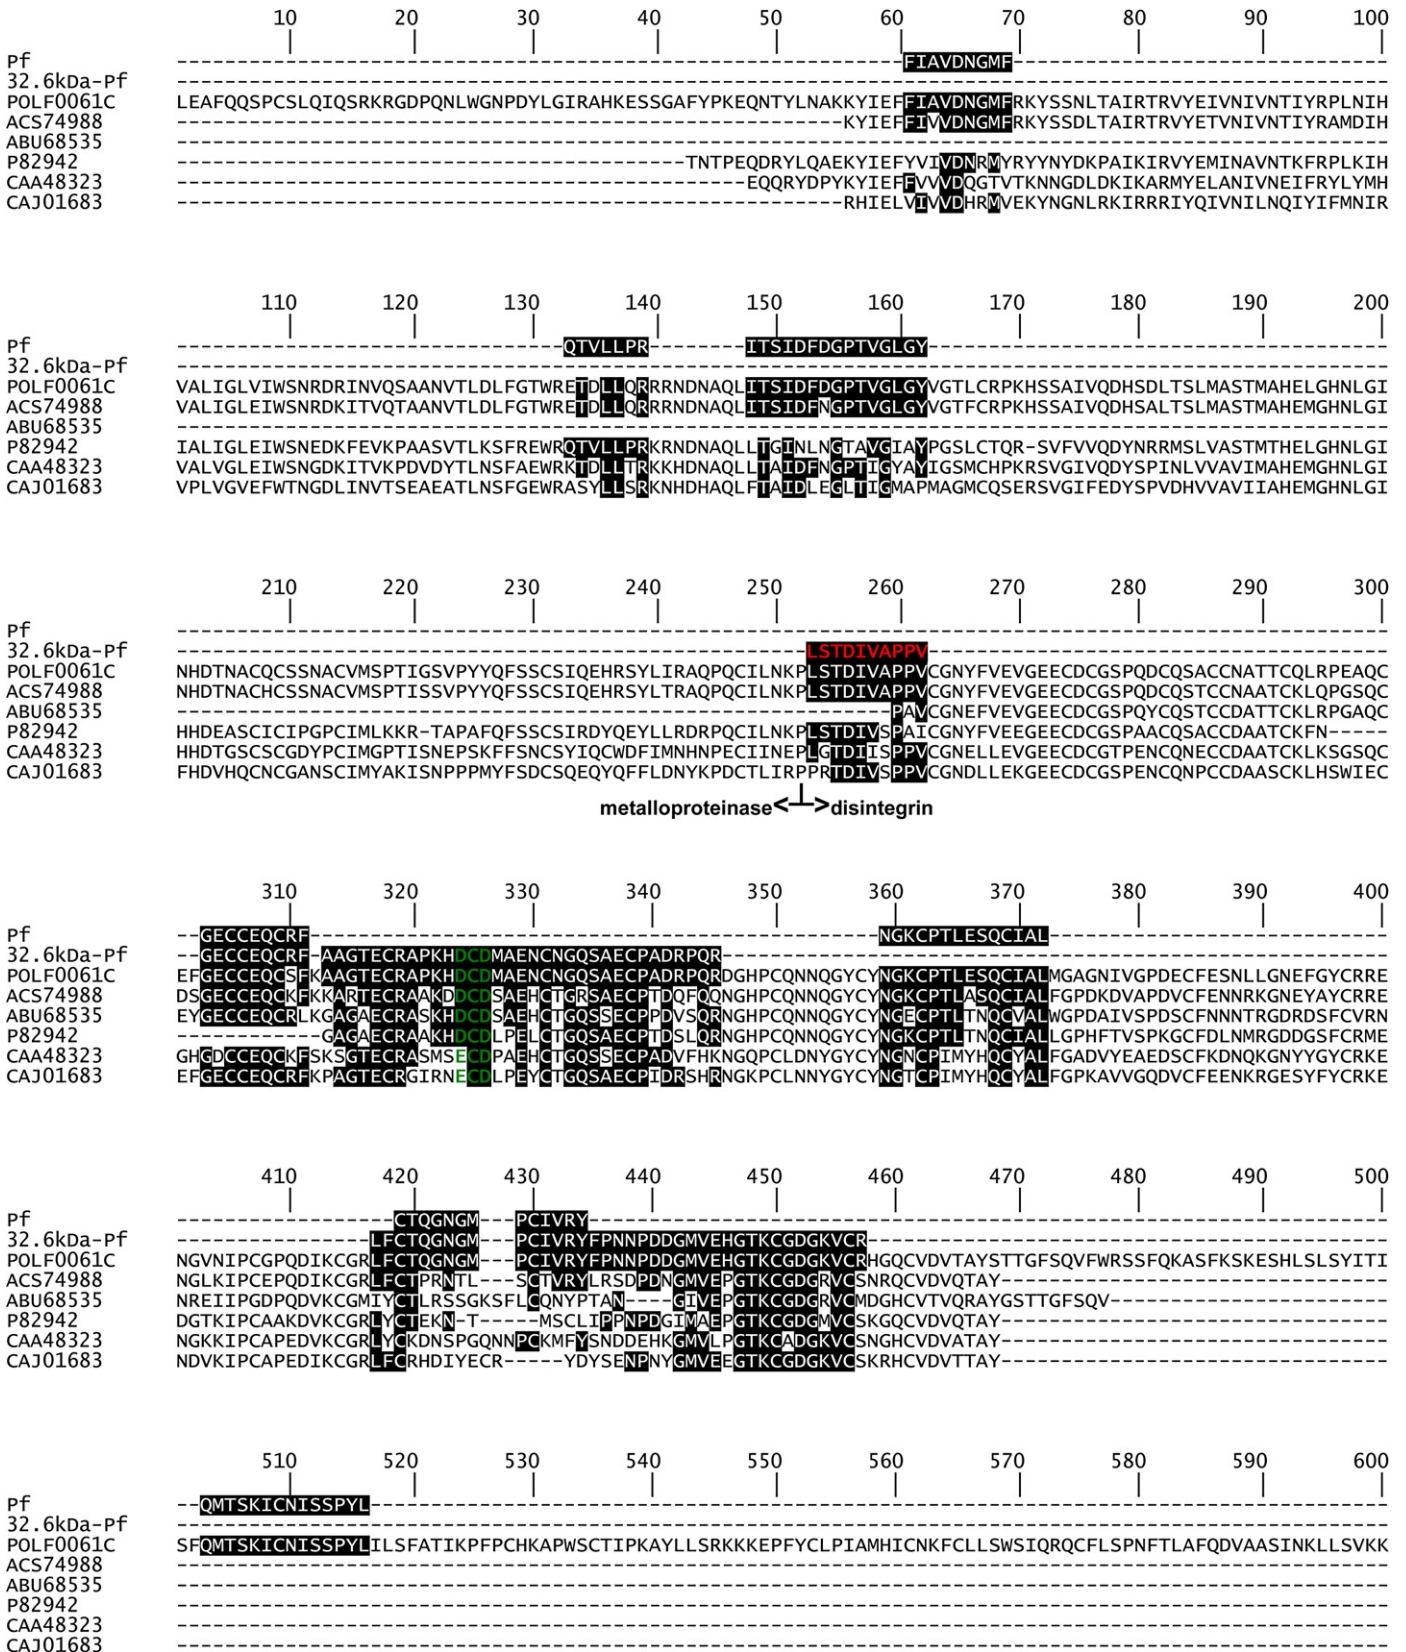 10 20 30 40 50 60 70 80 90 100
Pf ------------------------------------------------------------FIAVDNGMF-------------------------------
32.6kDa-Pf ----------------------------------------------------------------------------------------------------
POLF0061C LEAFQQSPCSLQIQSRKRGDPQNLWGNPDYLGIRAHKESSGAFYPKEQNTYLNAKKYIEFFIAVDNGMFRKYSSNLTAIRTRVYEIVNIVNTIYRPLNIH
ACS74988 -------------------------------------------------------KYIEFFIVVDNGMFRKYSSDLTAIRTRVYETVNIVNTIYRAMDIH
ABU68535 ----------------------------------------------------------------------------------------------------
P82942 ------------------------------------------TNTPEQDRYLQAEKYIEFYVIVDNRMYRYYNYDKPAIKIRVYEMINAVNTKFRPLKIH
CAA48323 -----------------------------------------------EQQRYDPYKYIEFFVVVDQGTVTKNNGDLDKIKARMYELANIVNEIFRYLYMH
CAJ01683 -------------------------------------------------------RHIELVIVVDHRMVEKYNGNLRKIRRRIYQIVNILNQIYIFMNIR
110 120 130 140 150 160 170 180 190 200
Pf --------------------------------QTVLLPR--------ITSIDFDGPTVGLGY--------------------------------------
32.6kDa-Pf ----------------------------------------------------------------------------------------------------
POLF0061C VALIGLVIWSNRDRINVQSAANVTLDLFGTWRETDLLQRRRNDNAQLITSIDFDGPTVGLGYVGTLCRPKHSSAIVQDHSDLTSLMASTMAHELGHNLGI
ACS74988 VALIGLEIWSNRDKITVQTAANVTLDLFGTWRETDLLQRRRNDNAQLITSIDFNGPTVGLGYVGTFCRPKHSSAIVQDHSALTSLMASTMAHEMGHNLGI
ABU68535 ----------------------------------------------------------------------------------------------------
P82942 IALIGLEIWSNEDKFEVKPAASVTLKSFREWRQTVLLPRKRNDNAQLLTGINLNGTAVGIAYPGSLCTQR-SVFVVQDYNRRMSLVASTMTHELGHNLGI
CAA48323 VALVGLEIWSNGDKITVKPDVDYTLNSFAEWRKTDLLTRKKHDNAQLLTAIDFNGPTIGYAYIGSMCHPKRSVGIVQDYSPINLVVAVIMAHEMGHNLGI
CAJ01683 VPLVGVEFWTNGDLINVTSEAEATLNSFGEWRASYLLSRKNHDHAQLFTAIDLEGLTIGMAPMAGMCQSERSVGIFEDYSPVDHVVAVIIAHEMGHNLGI
210 220 230 240 250 260 270 280 290 300
Pf ----------------------------------------------------------------------------------------------------
32.6kDa-Pf ----------------------------------------------------LSTDIVAPPV--------------------------------------
POLF0061C NHDTNACQCSSNACVMSPTIGSVPYYQFSSCSIQEHRSYLIRAQPQCILNKPLSTDIVAPPVCGNYFVEVGEECDCGSPQDCQSACCNATTCQLRPEAQC
ACS74988 NHDTNACHCSSNACVMSPTISSVPYYQFSSCSIQEHRSYLTRAQPQCILNKPLSTDIVAPPVCGNYFVEVGEECDCGSPQDCQSTCCNAATCKLQPGSQC
ABU68535 -----------------------------------------------------------PAVCGNEFVEVGEECDCGSPQYCQSTCCDATTCKLRPGAQC
P82942 HHDEASCICIPGPCIMLKKR-TAPAFQFSSCSIRDYQEYLLRDRPQCILNKPLSTDIVSPAICGNYFVEEGEECDCGSPAACQSACCDAATCKFN-----
CAA48323 HHDTGSCSCGDYPCIMGPTISNEPSKFFSNCSYIQCWDFIMNHNPECIINEPLGTDIISPPVCGNELLEVGEECDCGTPENCQNECCDAATCKLKSGSQC
CAJ01683 FHDVHQCNCGANSCIMYAKISNPPPMYFSDCSQEQYQFFLDNYKPDCTLIRPPRTDIVSPPVCGNDLLEKGEECDCGSPENCQNPCCDAASCKLHSWIEC
metalloproteinase<⊥>disintegrin
310 320 330 340 350 360 370 380 390 400
Pf --GECCEQCRF-----------------------------------------------NGKCPTLESQCIAL----------------------------
32.6kDa-Pf --GECCEQCRF-AAGTECRAPKHDCDMAENCNGQSAECPADRPQR-------------------------------------------------------
POLF0061C EFGECCEQCSFKAAGTECRAPKHDCDMAENCNGQSAECPADRPQRDGHPCQNNQGYCYNGKCPTLESQCIALMGAGNIVGPDECFESNLLGNEFGYCRRE
ACS74988 DSGECCEQCKFKKARTECRAAKDDCDSAEHCTGRSAECPTDQFQQNGHPCQNNQGYCYNGKCPTLASQCIALFGPDKDVAPDVCFENNRKGNEYAYCRRE
ABU68535 EYGECCEQCRLKGAGAECRASKHDCDSAEHCTGQSSECPPDVSQRNGHPCQNNQGYCYNGECPTLTNQCVALWGPDAIVSPDSCFNNNTRGDRDSFCVRN
P82942 ------------GAGAECRAAKHDCDLPELCTGQSAECPTDSLQRNGHPCQNNQGYCYNGKCPTLTNQCIALLGPHFTVSPKGCFDLNMRGDDGSFCRME
CAA48323 GHGDCCEQCKFSKSGTECRASMSECDPAEHCTGQSSECPADVFHKNGQPCLDNYGYCYNGNCPIMYHQCYALFGADVYEAEDSCFKDNQKGNYYGYCRKE
CAJ01683 EFGECCEQCRFKPAGTECRGIRNECDLPEYCTGQSAECPIDRSHRNGKPCLNNYGYCYNGTCPIMYHQCYALFGPKAVVGQDVCFEENKRGESYFYCRKE
410 420 430 440 450 460 470 480 490 500
Pf ------------------CTQGNGM---PCIVRY------------------------------------------------------------------
32.6kDa-Pf ----------------LFCTQGNGM---PCIVRYFPNNPDDGMVEHGTKCGDGKVCR-------------------------------------------
POLF0061C NGVNIPCGPQDIKCGRLFCTQGNGM---PCIVRYFPNNPDDGMVEHGTKCGDGKVCRHGQCVDVTAYSTTGFSQVFWRSSFQKASFKSKESHLSLSYITI
ACS74988 NGLKIPCEPQDIKCGRLFCTPRNTL---SCTVRYLRSDPDNGMVEPGTKCGDGRVCSNRQCVDVQTAY--------------------------------
ABU68535 NREIIPGDPQDVKCGMIYCTLRSSGKSFLCQNYPTAN----GIVEPGTKCGDGRVCMDGHCVTVQRAYGSTTGFSQV-----------------------
P82942 DGTKIPCAAKDVKCGRLYCTEKN-T-----MSCLIPPNPDGIMAEPGTKCGDGMVCSKGQCVDVQTAY--------------------------------
CAA48323 NGKKIPCAPEDVKCGRLYCKDNSPGQNNPCKMFYSNDDEHKGMVLPGTKCADGKVCSNGHCVDVATAY--------------------------------
CAJ01683 NDVKIPCAPEDIKCGRLFCRHDIYECR-----YDYSENPNYGMVEEGTKCGDGKVCSKRHCVDVTTAY--------------------------------
510 520 530 540 550 560 570 580 590 600
Pf --QMTSKICNISSPYL------------------------------------------------------------------------------------
32.6kDa-Pf ----------------------------------------------------------------------------------------------------
POLF0061C SFQMTSKICNISSPYLILSFATIKPFPCHKAPWSCTIPKAYLLSRKKKEPFYCLPIAMHICNKFCLLSWSIQRQCFLSPNFTLAFQDVAASINKLLSVKK
ACS74988 ----------------------------------------------------------------------------------------------------
ABU68535 ----------------------------------------------------------------------------------------------------
P82942 ----------------------------------------------------------------------------------------------------
CAA48323 ----------------------------------------------------------------------------------------------------
CAJ01683 ----------------------------------------------------------------------------------------------------